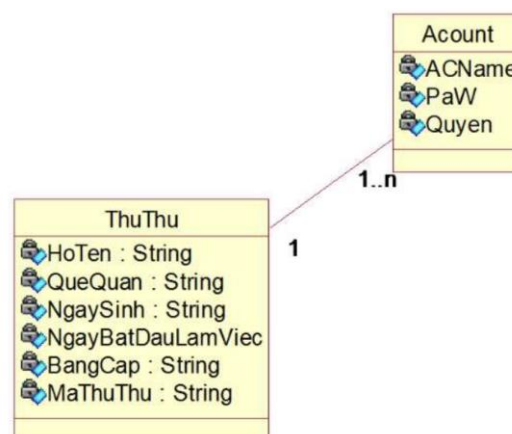 Acount
ACName
PaW
Quyen
1..n
1
ThuThu
HoTen : String
QueQuan : String
NgaySinh : String
NgayBatDauLamViec
BangCap : String
MaThuThu : String